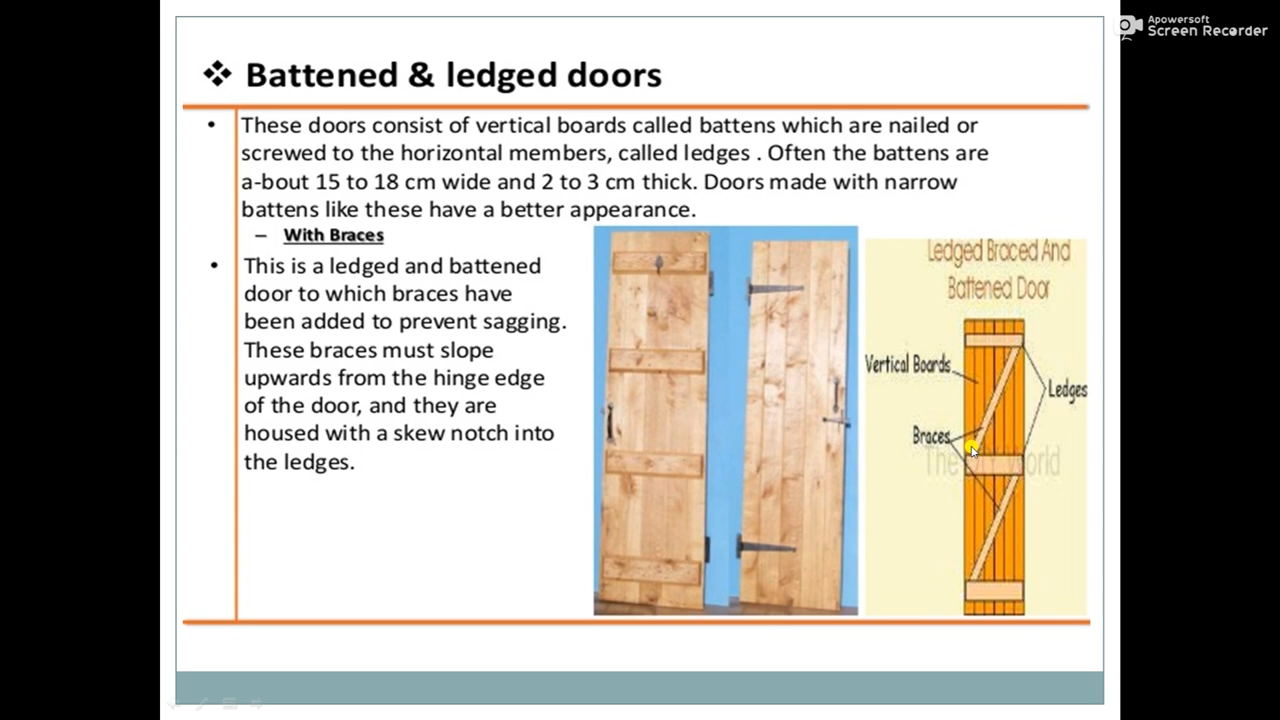 Apowersoft
Screen Recorder
❖ Battened & ledged doors
• These doors consist of vertical boards called battens which are nailed or
screwed to the horizontal members, called ledges . Often the battens are
a-bout 15 to 18 cm wide and 2 to 3 cm thick. Doors made with narrow
battens like these have a better appearance.
– With Braces
• This is a ledged and battened
door to which braces have
been added to prevent sagging.
These braces must slope
upwards from the hinge edge
of the door, and they are
housed with a skew notch into
the ledges.
Ledged Braced And
Battened Door
Vertical Boards
Ledges
Braces
The DIY World